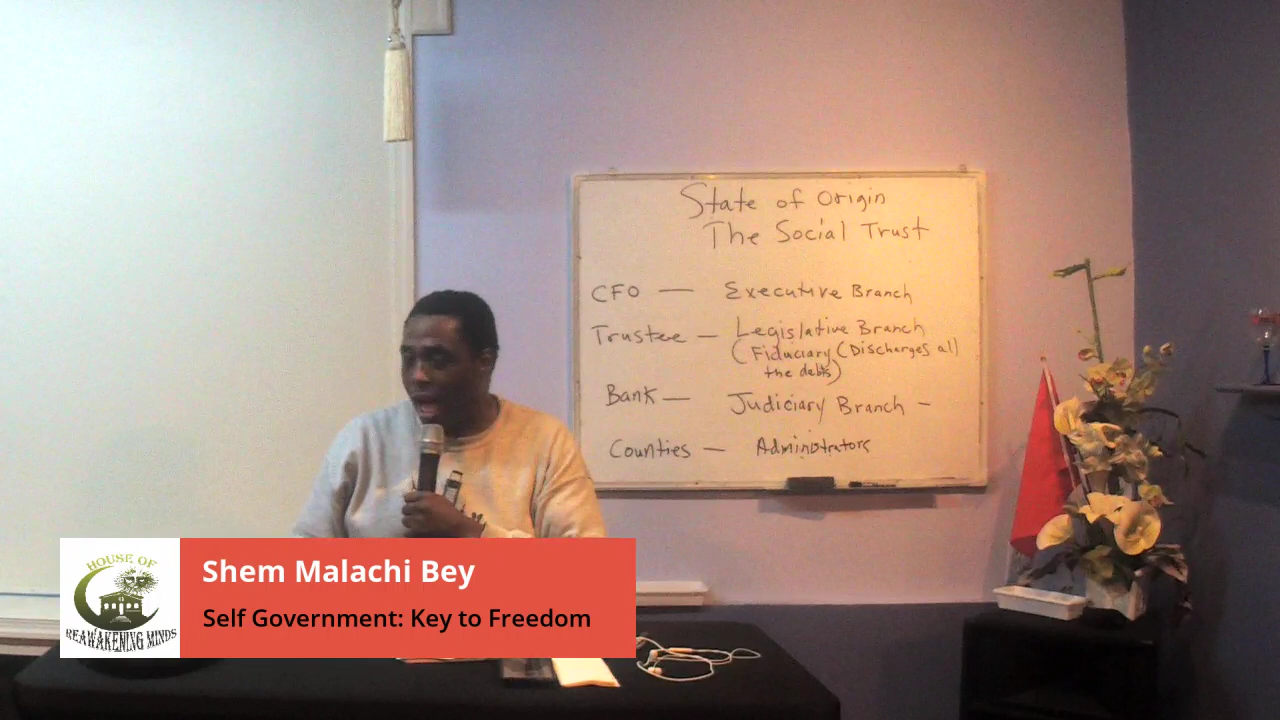 State of Origin
The Social Trust
CFO — Executive Branch
Trustee — Legislative Branch
(Fiduciary (Discharges all
the debts)
Bank — Judiciary Branch -
Counties — Administrators
HOUSE OF
REAWAKENING MINDS
Shem Malachi Bey
Self Government: Key to Freedom